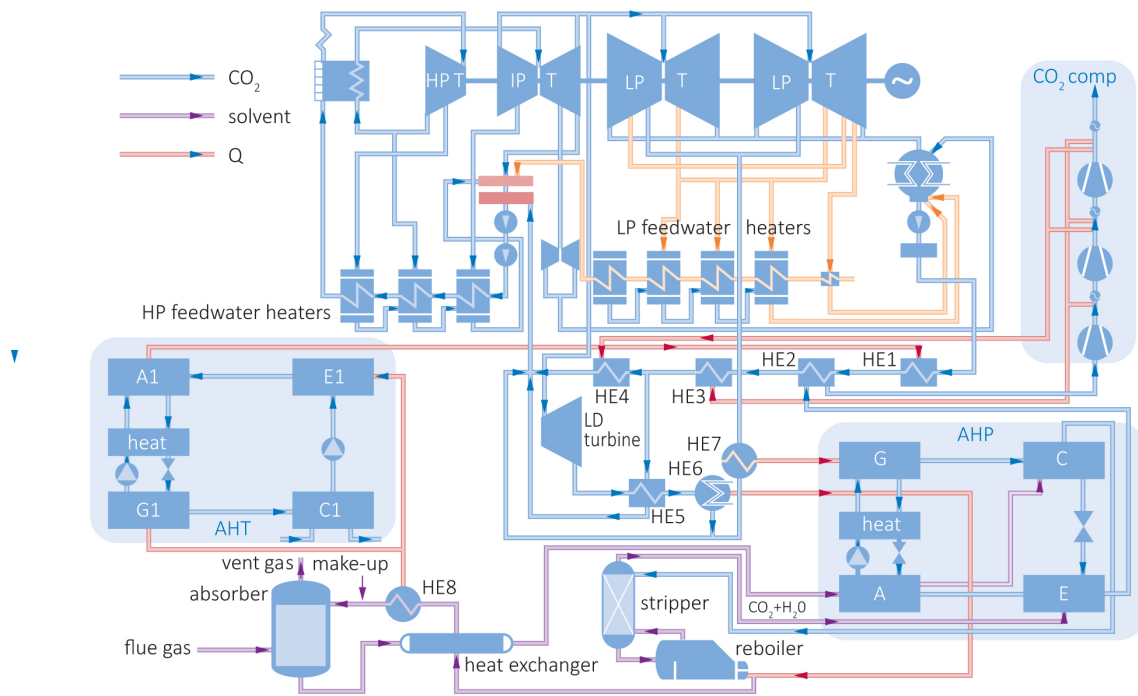 CO2
solvent
Q
HP T
IP
T
LP
T
LP
T
CO2 comp
LP feedwater heaters
HP feedwater heaters
A1
E1
heat
G1
C1
AHT
HE4
HE3
HE2
HE1
LD
turbine
HE7
HE6
HE5
AHP
G
C
heat
A
E
vent gas
make-up
absorber
HE8
flue gas
heat exchanger
stripper
reboiler
CO2+H20